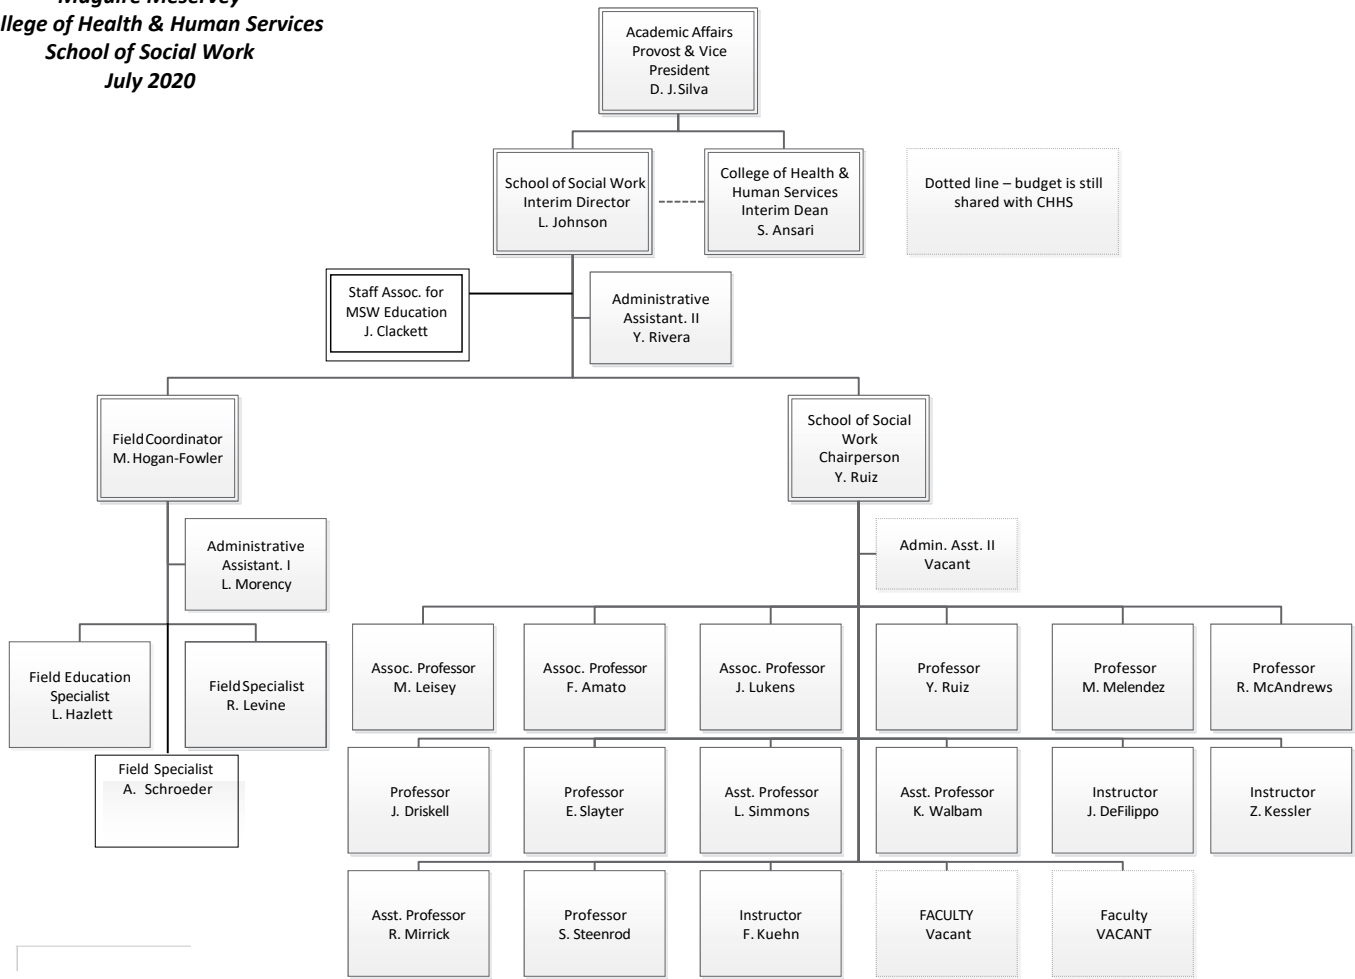 Maguire Meservey
llege of Health & Human Services
School of Social Work
July 2020
Academic Affairs
Provost & Vice
President
D. J. Silva
School of Social Work
Interim Director
L. Johnson
College of Health &
Human Services
Interim Dean
S. Ansari
Dotted line – budget is still
shared with CHHS
Staff Assoc. for
MSW Education
J. Clackett
Administrative
Assistant. II
Y. Rivera
Field Coordinator
M. Hogan-Fowler
School of Social
Work
Chairperson
Y. Ruiz
Administrative
Assistant. I
L. Morency
Admin. Asst. II
Vacant
Field Education
Specialist
L. Hazlett
Field Specialist
R. Levine
Field Specialist
A. Schroeder
Assoc. Professor
M. Leisey
Assoc. Professor
F. Amato
Assoc. Professor
J. Lukens
Professor
Y. Ruiz
Professor
M. Melendez
Professor
R. McAndrews
Professor
J. Driskell
Professor
E. Slayter
Asst. Professor
L. Simmons
Asst. Professor
K. Walbam
Instructor
J. DeFilippo
Instructor
Z. Kessler
Asst. Professor
R. Mirrick
Professor
S. Steenrod
Instructor
F. Kuehn
FACULTY
Vacant
Faculty
VACANT